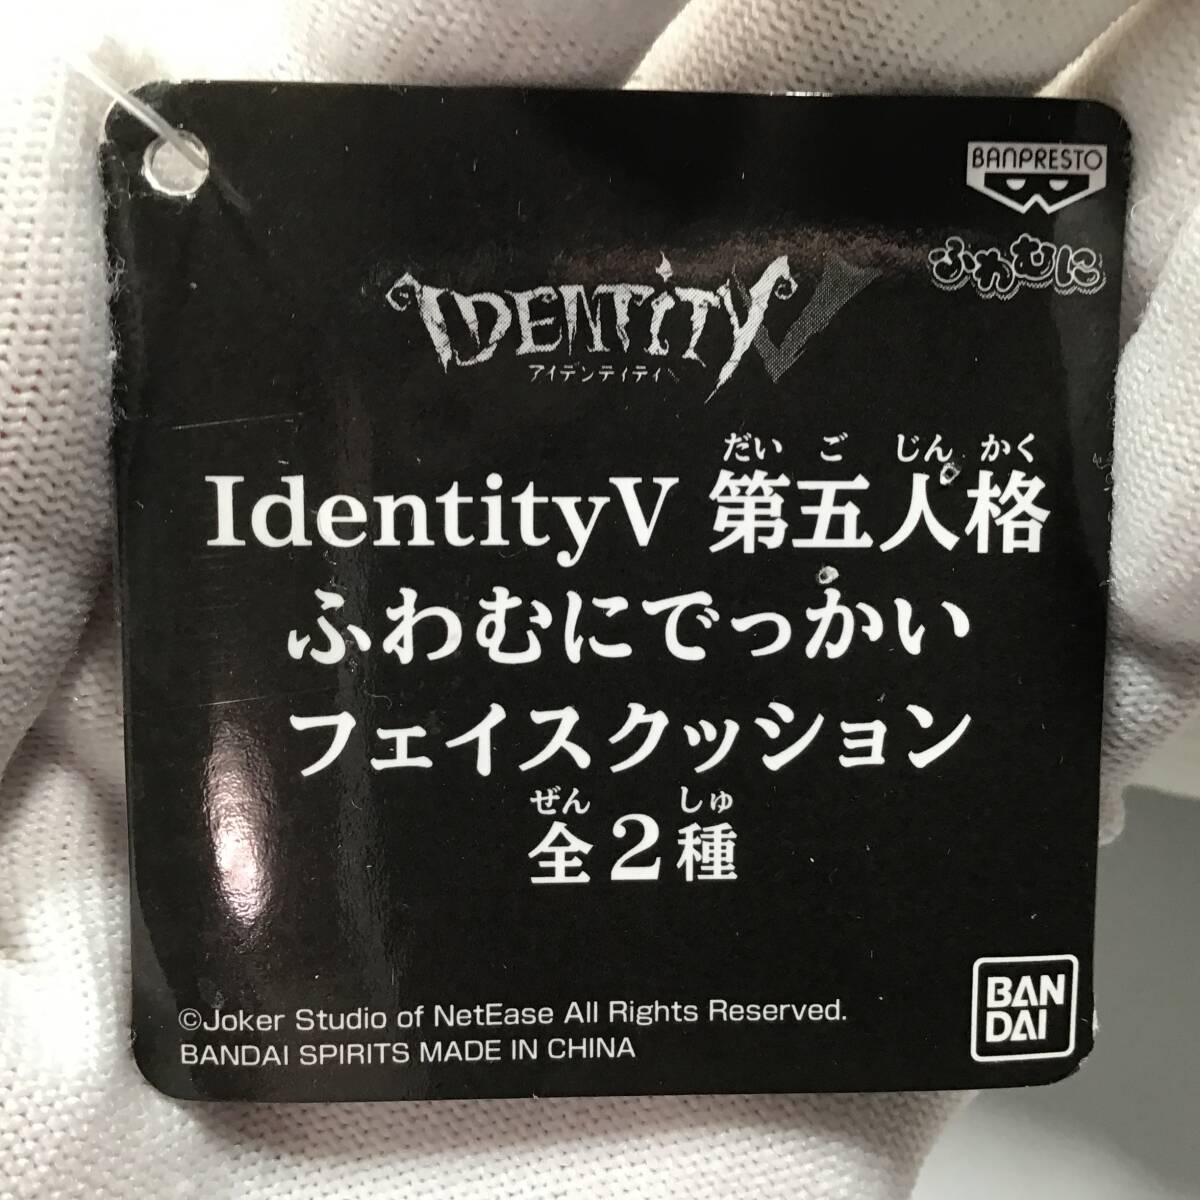 BANPRESTO
ふわむに
IDENTITY V
アイデンティティ
だい ご じんかく
IdentityV 第五人格
ふわむにでっかい
フェイスクッション
ぜん しゅ
全2種
©Joker Studio of NetEase All Rights Reserved.
BANDAI SPIRITS MADE IN CHINA
BAN
DAI